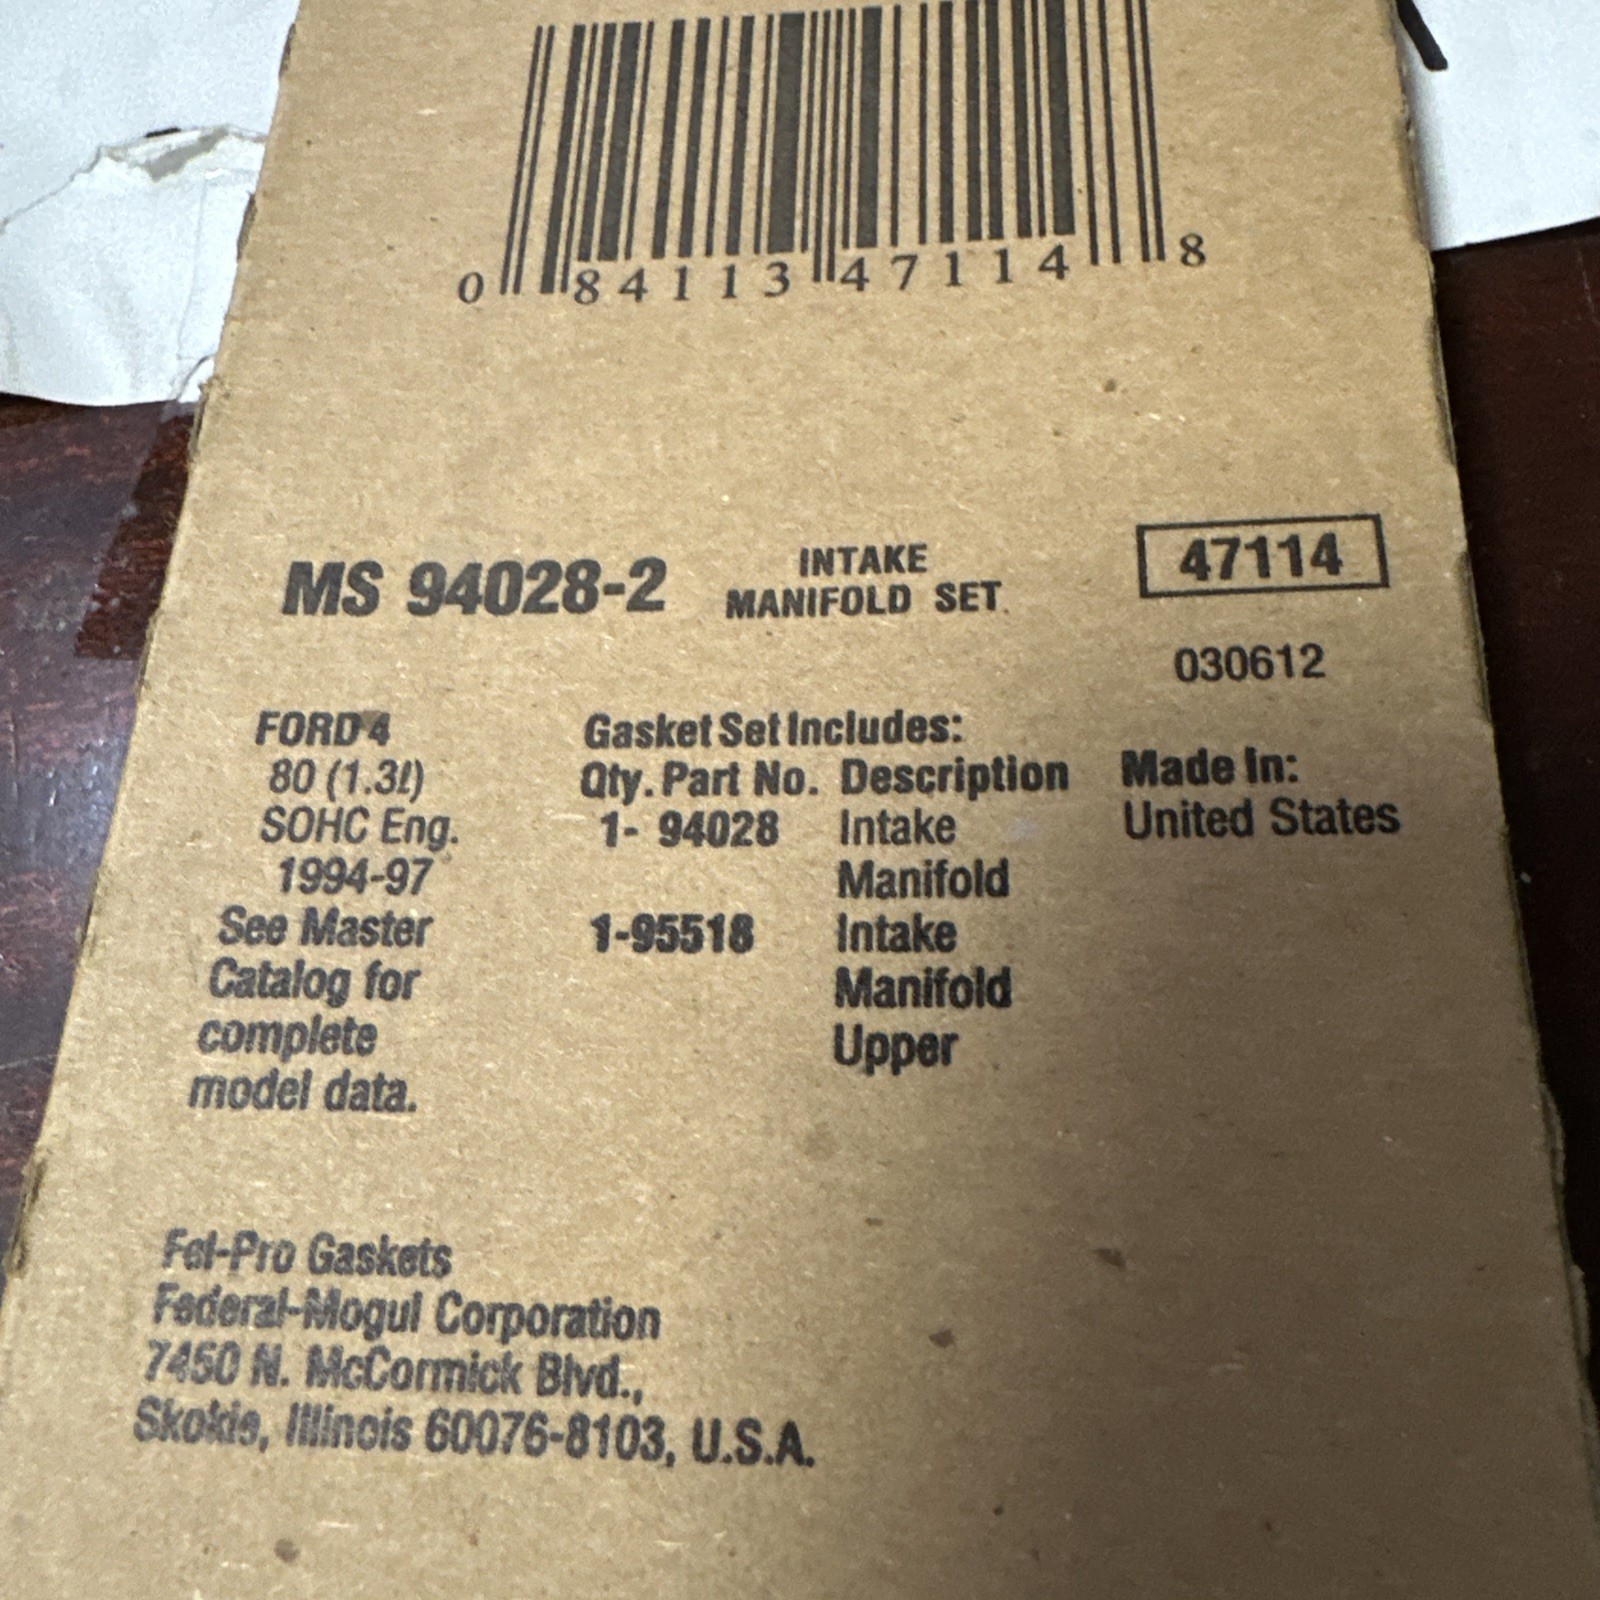 0 84113 47114 8
MS 94028-2 INTAKE MANIFOLD SET 47114
030612
FORD 4
80 (1.3ℓ)
SOHC Eng.
1994-97
See Master
Catalog for
complete
model data.
Gasket Set Includes:
Qty. Part No. Description
1- 94028 Intake
Manifold
1-95518 Intake
Manifold
Upper
Made In:
United States
Fel-Pro Gaskets
Federal-Mogul Corporation
7450 N. McCormick Blvd.,
Skokie, Illinois 60076-8103, U.S.A.